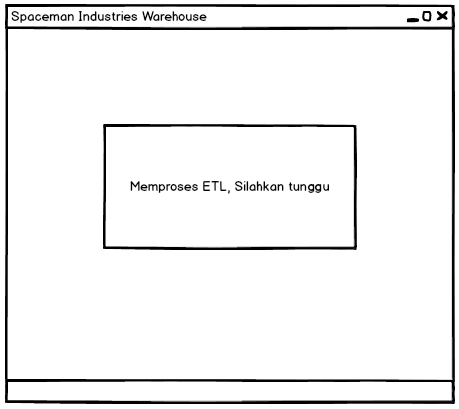 Spaceman Industries Warehouse
Memproses ETL, Silahkan tunggu